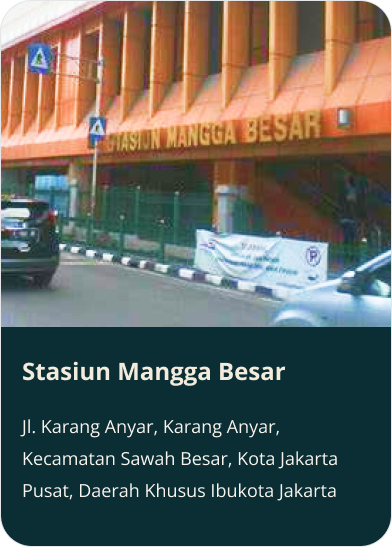 STASIUN MANGGA BESAR
Stasiun Mangga Besar
Jl. Karang Anyar, Karang Anyar,
Kecamatan Sawah Besar, Kota Jakarta
Pusat, Daerah Khusus Ibukota Jakarta